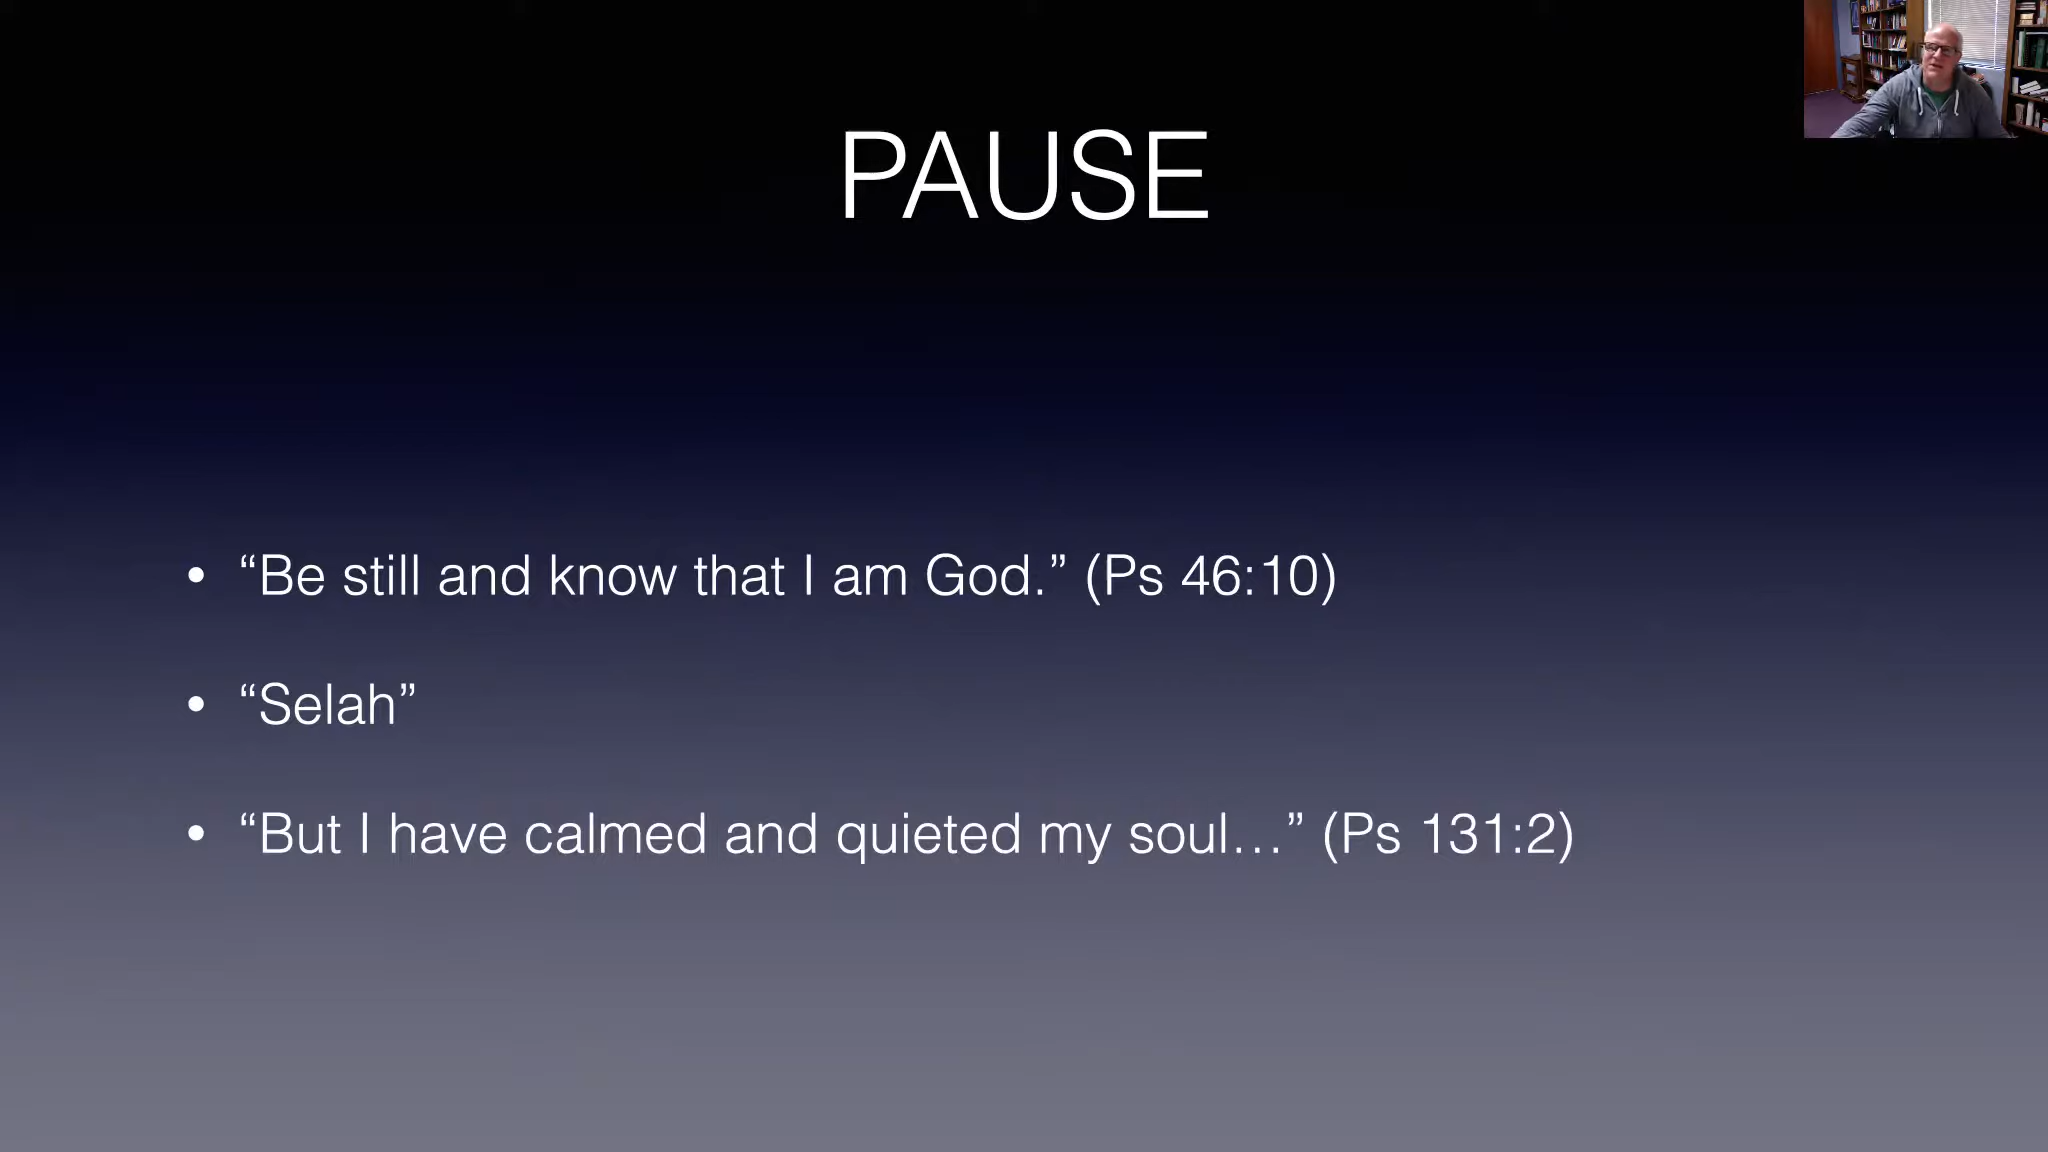 PAUSE
• “Be still and know that I am God.” (Ps 46:10)
• “Selah”
• “But I have calmed and quieted my soul…” (Ps 131:2)